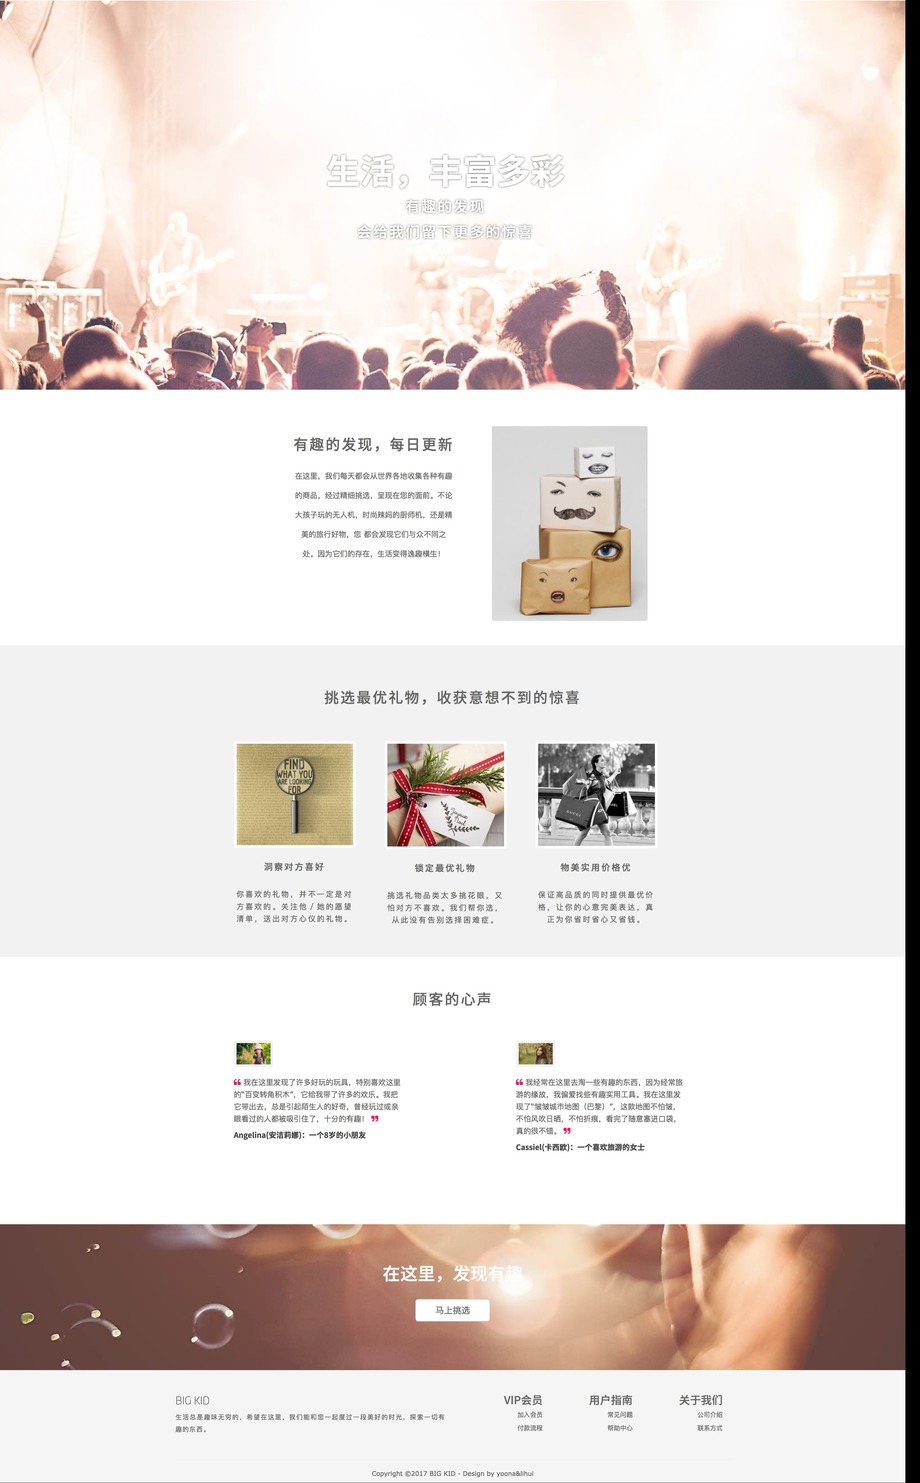 生活，丰富多彩
有趣的发现
会给我们留下更多的惊喜
有趣的发现，每日更新
在这里，我们每天都会从世界各地收集各种有趣
的商品，经过精细挑选，呈现在您的面前。不论
大孩子玩的无人机，时尚辣妈的厨师机，还是精
美的旅行好物，您 都会发现它们与众不同之
处。因为它们的存在，生活变得逸趣横生！
挑选最优礼物，收获意想不到的惊喜
FIND
WHAT YOU
ARE LOOKING
FOR
洞察对方喜好
你喜欢的礼物，并不一定是对
方喜欢的。关注他 / 她的愿望
清单，送出对方心仪的礼物。
锁定最优礼物
挑选礼物品类太多挑花眼，又
怕对方不喜欢。我们帮你选，
从此没有告别选择困难症。
物美实用价格优
保证高品质的同时提供最优价
格，让你的心意完美表达，真
正为你省时省心又省钱。
顾客的心声
❝ 我在这里发现了许多好玩的玩具，特别喜欢这里
的“百变转角积木”，它给我带了许多的欢乐。我把
它带出去，总是引起陌生人的好奇，曾经玩过或亲
眼看过的人都被吸引住了，十分的有趣！ ❞
Angelina(安洁莉娜)：一个8岁的小朋友
❝ 我经常在这里去淘一些有趣的东西，因为经常旅
游的缘故，我偏爱找些有趣实用工具。我在这里发
现了“皱皱城市地图（巴黎）”，这款地图不怕皱，
不怕风吹日晒，不怕折痕，看完了随意塞进口袋，
真的很不错。 ❞
Cassiel(卡西欧)：一个喜欢旅游的女士
在这里，发现有趣
马上挑选
BIG KID
生活总是趣味无穷的，希望在这里，我们能和您一起度过一段美好的时光，探索一切有
趣的东西。
VIP会员
加入会员
付款流程
用户指南
常见问题
帮助中心
关于我们
公司介绍
联系方式
Copyright ©2017 BIG KID - Design by yoona&lihui